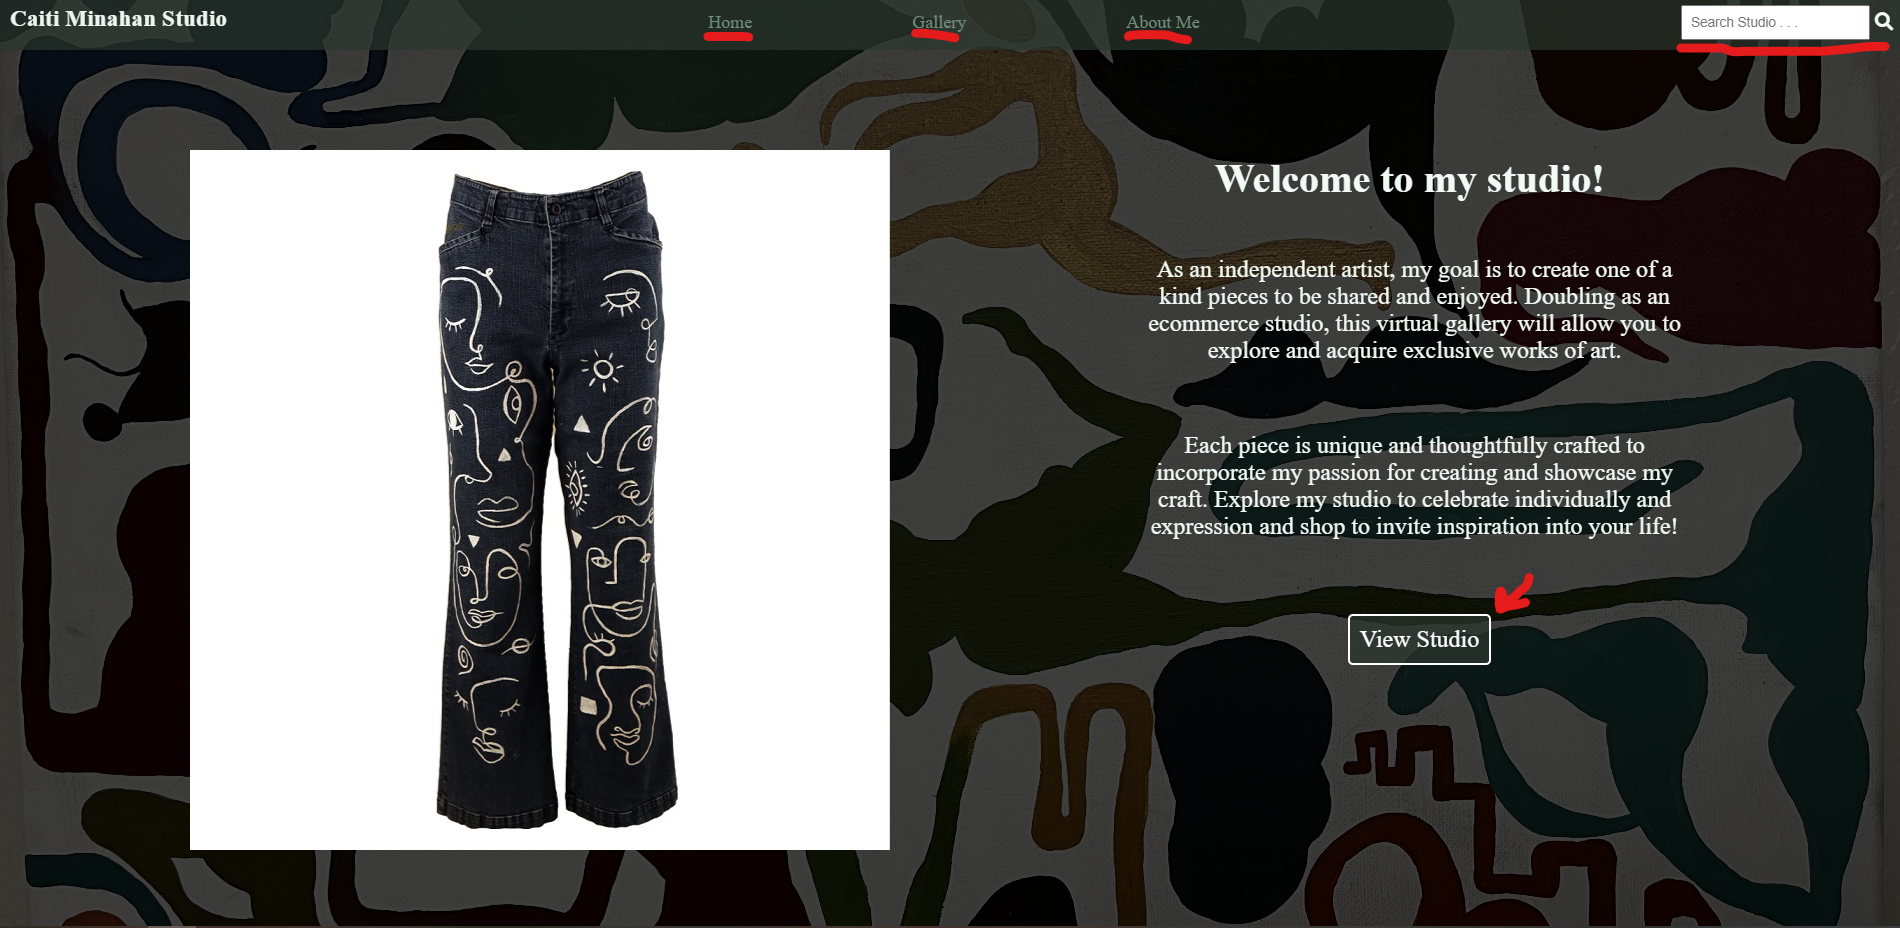 Caiti Minahan Studio
Home
Gallery
About Me
Search Studio . . .
Welcome to my studio!
As an independent artist, my goal is to create one of a
kind pieces to be shared and enjoyed. Doubling as an
ecommerce studio, this virtual gallery will allow you to
explore and acquire exclusive works of art.
Each piece is unique and thoughtfully crafted to
incorporate my passion for creating and showcase my
craft. Explore my studio to celebrate individually and
expression and shop to invite inspiration into your life!
View Studio